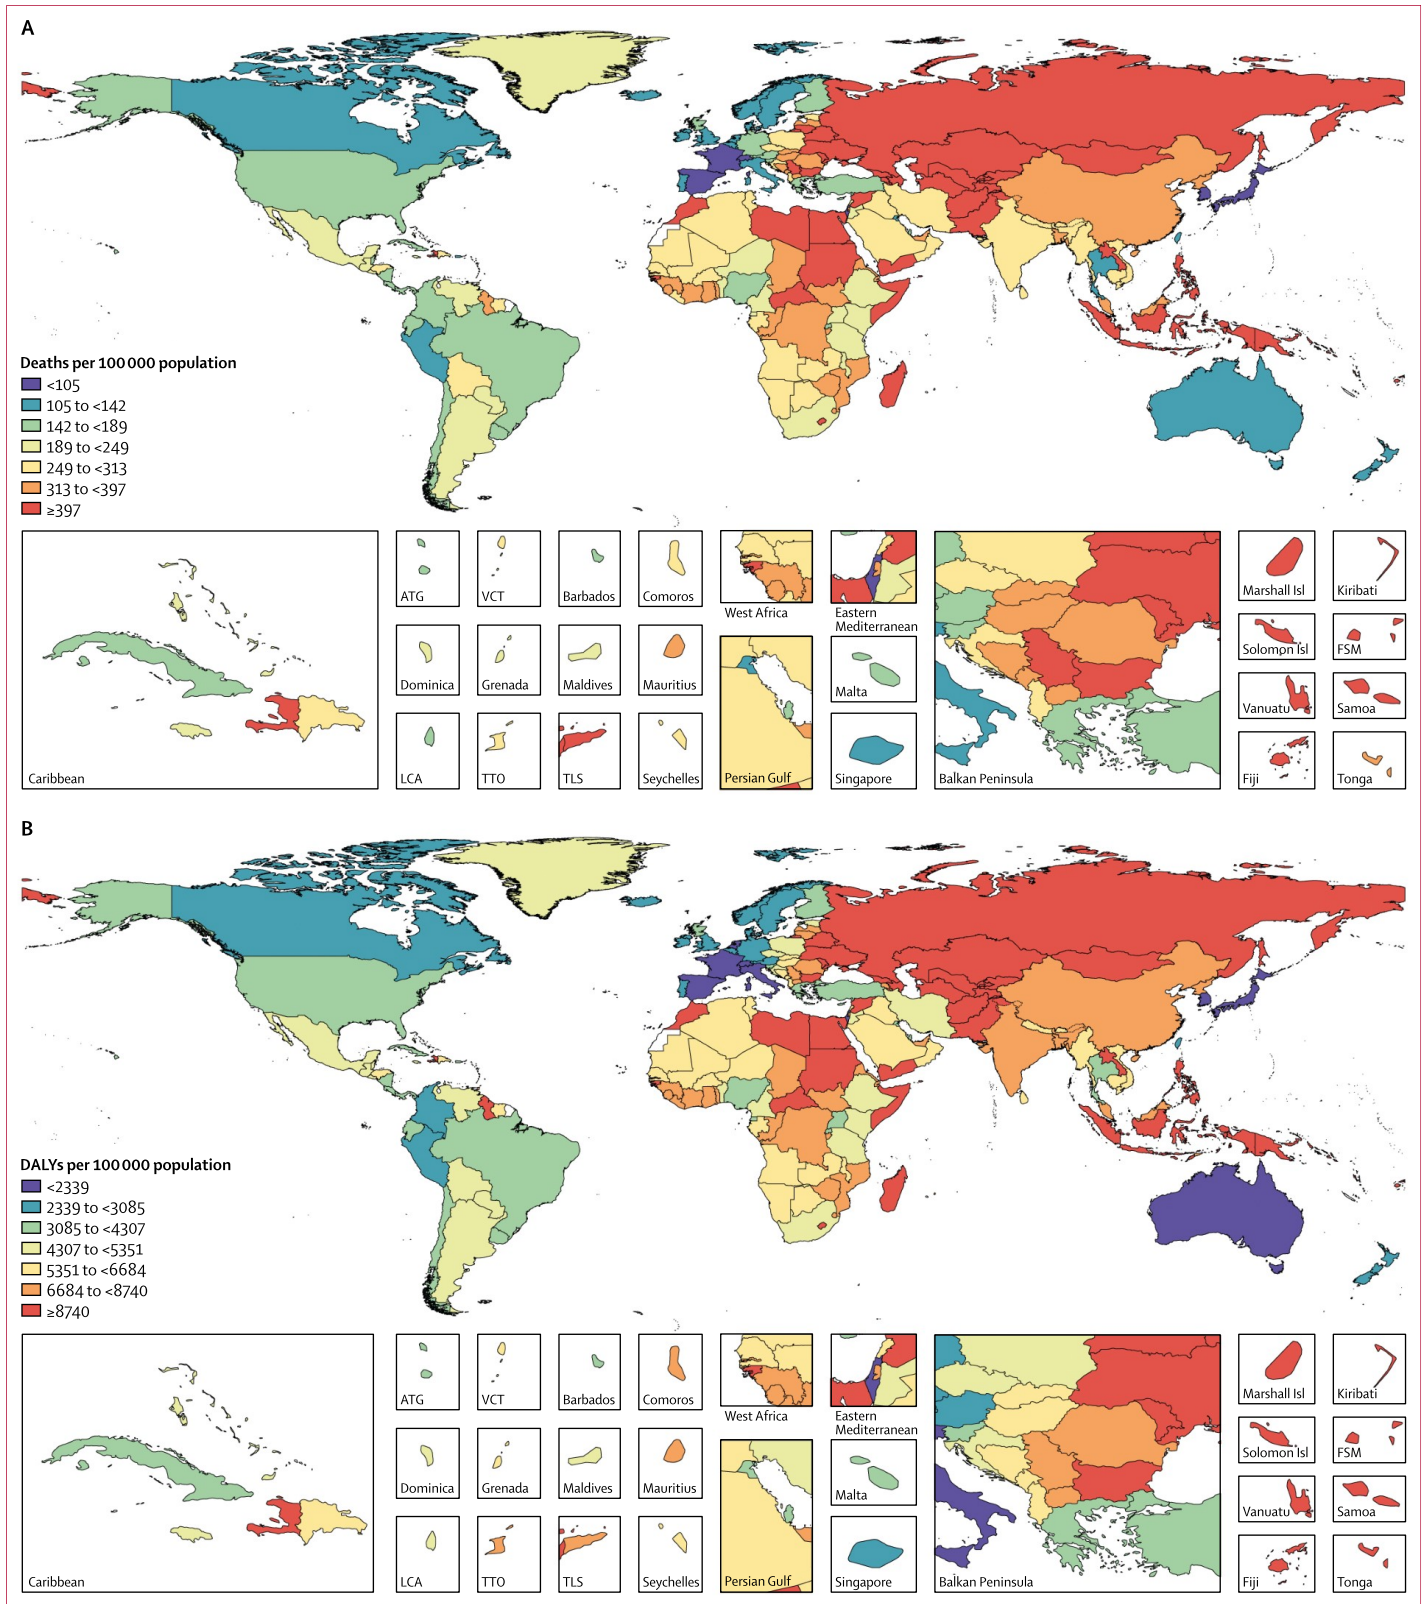 A
Deaths per 100 000 population
<105
105 to <142
142 to <189
189 to <249
249 to <313
313 to <397
≥397
Caribbean
ATG
VCT
Barbados
Comoros
Dominica
Grenada
Maldives
Mauritius
LCA
TTO
TLS
Seychelles
West Africa
Eastern
Mediterranean
Persian Gulf
Malta
Singapore
Balkan Peninsula
Marshall Isl
Kiribati
Solomon Isl
FSM
Vanuatu
Samoa
Fiji
Tonga
B
DALYs per 100 000 population
<2339
2339 to <3085
3085 to <4307
4307 to <5351
5351 to <6684
6684 to <8740
≥8740
Caribbean
ATG
VCT
Barbados
Comoros
Dominica
Grenada
Maldives
Mauritius
LCA
TTO
TLS
Seychelles
West Africa
Eastern
Mediterranean
Persian Gulf
Malta
Singapore
Balkan Peninsula
Marshall Isl
Kiribati
Solomon Isl
FSM
Vanuatu
Samoa
Fiji
Tonga